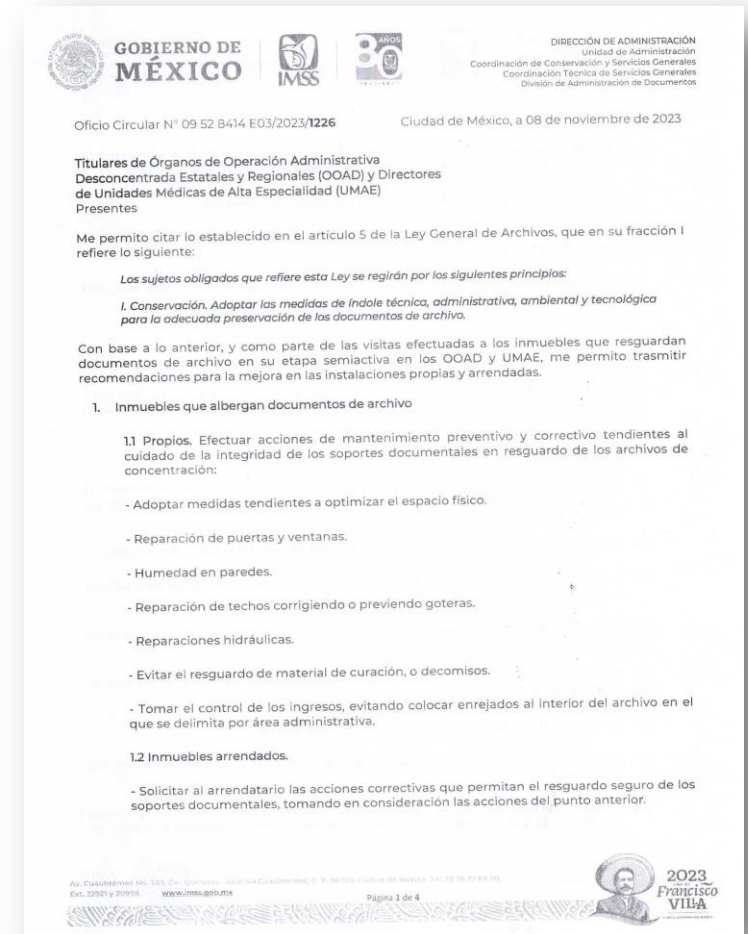 GOBIERNO DE
MÉXICO
IMSS
AÑOS
DIRECCIÓN DE ADMINISTRACIÓN
Unidad de Administración
Coordinación de Conservación y Servicios Generales
Coordinación Técnica de Servicios Generales
División de Administración de Documentos
Oficio Circular N° 09 52 8414 E03/2023/1226
Ciudad de México, a 08 de noviembre de 2023
Titulares de Órganos de Operación Administrativa
Desconcentrada Estatales y Regionales (OOAD) y Directores
de Unidades Médicas de Alta Especialidad (UMAE)
Presentes
Me permito citar lo establecido en el artículo 5 de la Ley General de Archivos, que en su fracción I
refiere lo siguiente:
Los sujetos obligados que refiere esta Ley se regirán por los siguientes principios:
I. Conservación. Adoptar las medidas de índole técnica, administrativa, ambiental y tecnológica
para la adecuada preservación de los documentos de archivo.
Con base a lo anterior, y como parte de las visitas efectuadas a los inmuebles que resguardan
documentos de archivo en su etapa semiactiva en los OOAD y UMAE, me permito trasmitir
recomendaciones para la mejora en las instalaciones propias y arrendadas.
1. Inmuebles que albergan documentos de archivo
1.1 Propios. Efectuar acciones de mantenimiento preventivo y correctivo tendientes al
cuidado de la integridad de los soportes documentales en resguardo de los archivos de
concentración:
- Adoptar medidas tendientes a optimizar el espacio físico.
- Reparación de puertas y ventanas.
- Humedad en paredes.
- Reparación de techos corrigiendo o previendo goteras.
- Reparaciones hidráulicas.
- Evitar el resguardo de material de curación, o decomisos.
- Tomar el control de los ingresos, evitando colocar enrejados al interior del archivo en el
que se delimita por área administrativa.
1.2 Inmuebles arrendados.
- Solicitar al arrendatario las acciones correctivas que permitan el resguardo seguro de los
soportes documentales, tomando en consideración las acciones del punto anterior.
www.imss.gob.mx
Página 1 de 4
2023
Francisco
VILLA